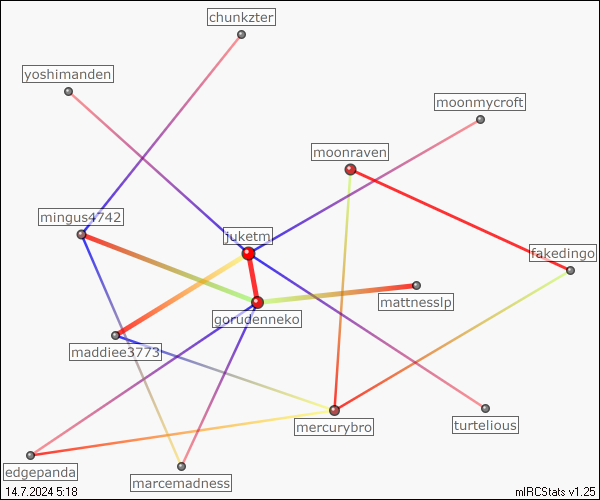 chunkzter
yoshimanden
moonmycroft
moonraven
mingus4742
juketm
fakedingo
mattnesslp
gorudenneko
maddiee3773
mercurybro
turtelious
edgepanda
marcemadness
14.7.2024 5:18
mIRCStats v1.25